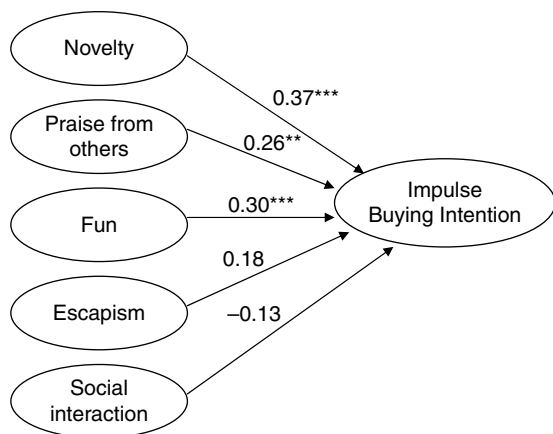 Novelty
0.37***
Praise from
others
0.26**
Impulse
Buying Intention
Fun
0.30***
0.18
Escapism
–0.13
Social
interaction